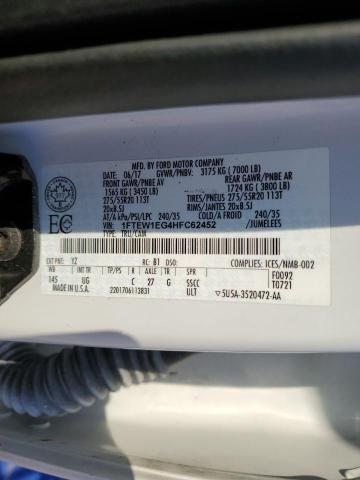 MFD. BY FORD MOTOR COMPANY
06/17 GVWR/PNBV: 3175 KG (7000 LB)
FRONT GAWR/PNBE AV REAR GAWR/PNBE AR
1565 KG (3450 LB) 1724 KG (3800 LB)
275/55R20 113T TIRES/PNEUS 275/55R20 113T
20x8.5J RIMS/JANTES 20x8.5J
AT/A kPa/PSI/LPC 240/35 240/35
VIN: 1FTEW1EG4HFC62452 /JUMELEES
TYPE: TRU/CAM
EC
EXT PNT: YZ RC: 81 DSO: COMPLIES/CONFORME: ICES/NMB-002
WB INT TR TP/PS R AXLE TR SPR F0092
145 UG C 27 G SSCC T0721
MADE IN U.S.A. 2201706113831 ULT 5U5A-3520472-AA